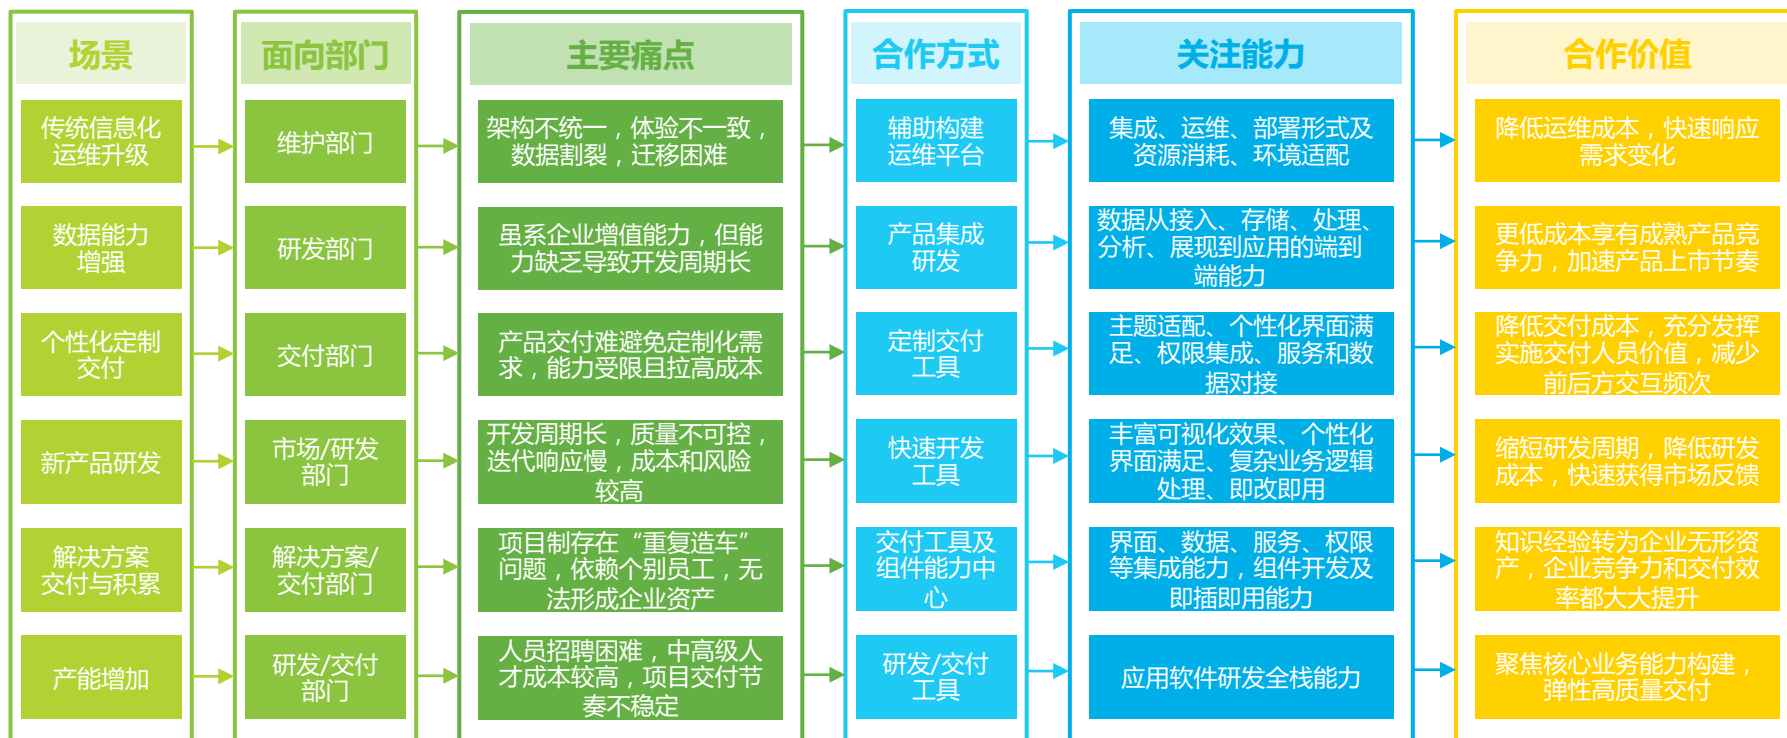 场景
面向部门
主要痛点
合作方式
关注能力
合作价值
传统信息化
运维升级
维护部门
架构不统一，体验不一致，
数据割裂，迁移困难
辅助构建
运维平台
集成、运维、部署形式及
资源消耗、环境适配
降低运维成本，快速响应
需求变化
数据能力
增强
研发部门
虽系企业增值能力，但能
力缺乏导致开发周期长
产品集成
研发
数据从接入、存储、处理、
分析、展现到应用的端到
端能力
更低成本享有成熟产品竞
争力，加速产品上市节奏
个性化定制
交付
交付部门
产品交付难避免定制化需
求，能力受限且拉高成本
定制交付
工具
主题适配、个性化界面满
足、权限集成、服务和数
据对接
降低交付成本，充分发挥
实施交付人员价值，减少
前后方交互频次
新产品研发
市场/研发
部门
开发周期长，质量不可控，
迭代响应慢，成本和风险
较高
快速开发
工具
丰富可视化效果、个性化
界面满足、复杂业务逻辑
处理、即改即用
缩短研发周期，降低研发
成本，快速获得市场反馈
解决方案
交付与积累
解决方案/
交付部门
项目制存在“重复造车”
问题，依赖个别员工，无
法形成企业资产
交付工具及
组件能力中
心
界面、数据、服务、权限
等集成能力，组件开发及
即插即用能力
知识经验转为企业无形资
产，企业竞争力和交付效
率都大大提升
产能增加
研发/交付
部门
人员招聘困难，中高级人
才成本较高，项目交付节
奏不稳定
研发/交付
工具
应用软件研发全栈能力
聚焦核心业务能力构建，
弹性高质量交付